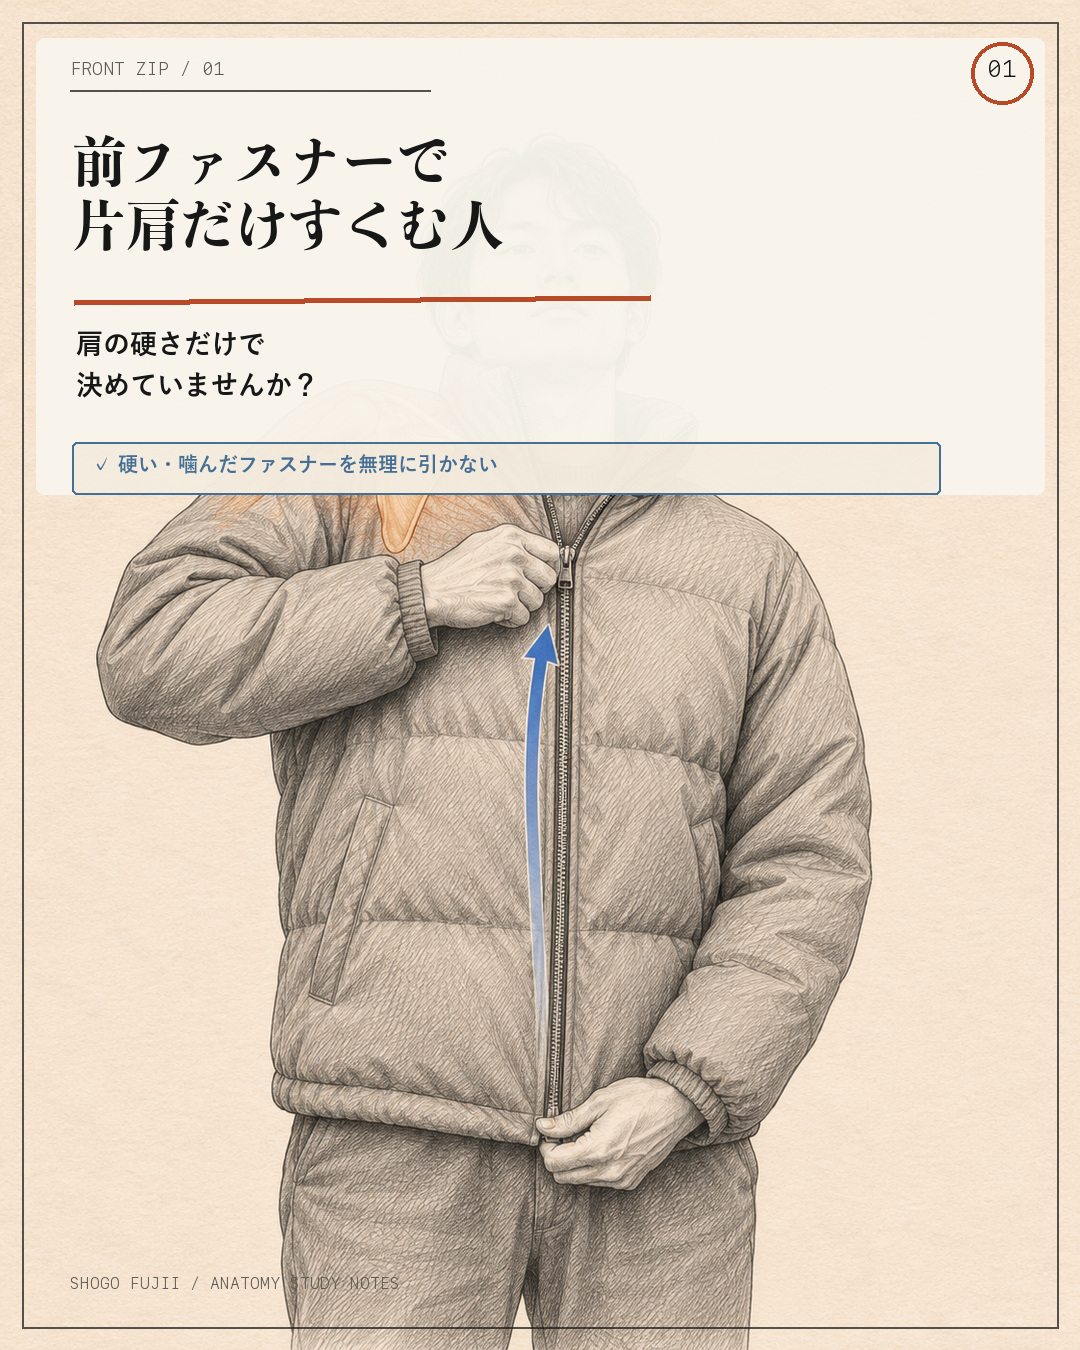 FRONT ZIP / 01
01
前ファスナーで
片肩だけすくむ人
肩の硬さだけで
決めていませんか？
✓ 硬い・噛んだファスナーを無理に引かない
SHOGO FUJII / ANATOMY STUDY NOTES